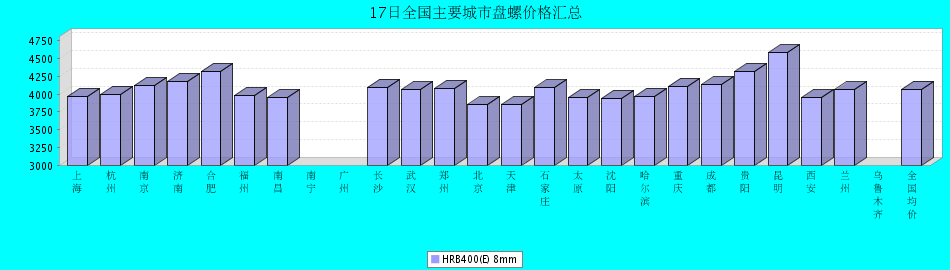 17日全国主要城市盘螺价格汇总
4750
4500
4250
4000
3750
3500
3250
3000
上海
杭州
南京
济南
合肥
福州
南昌
南宁
广州
长沙
武汉
郑州
北京
天津
石家庄
太原
沈阳
哈尔滨
重庆
成都
贵阳
昆明
西安
兰州
乌鲁木齐
全国均价
HRB400(E) 8mm